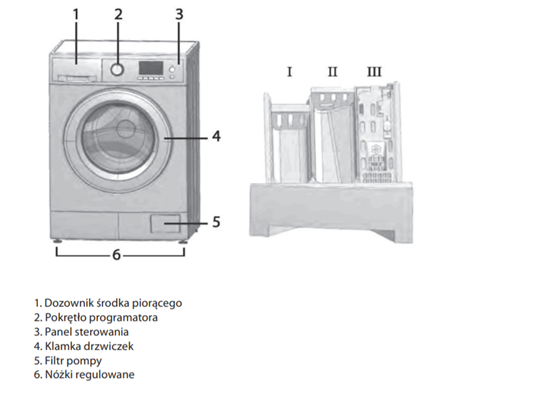 1 2 3
I II III
4
5
6
1. Dozownik środka piorącego
2. Pokrętło programatora
3. Panel sterowania
4. Klamka drzwiczek
5. Filtr pompy
6. Nóżki regulowane